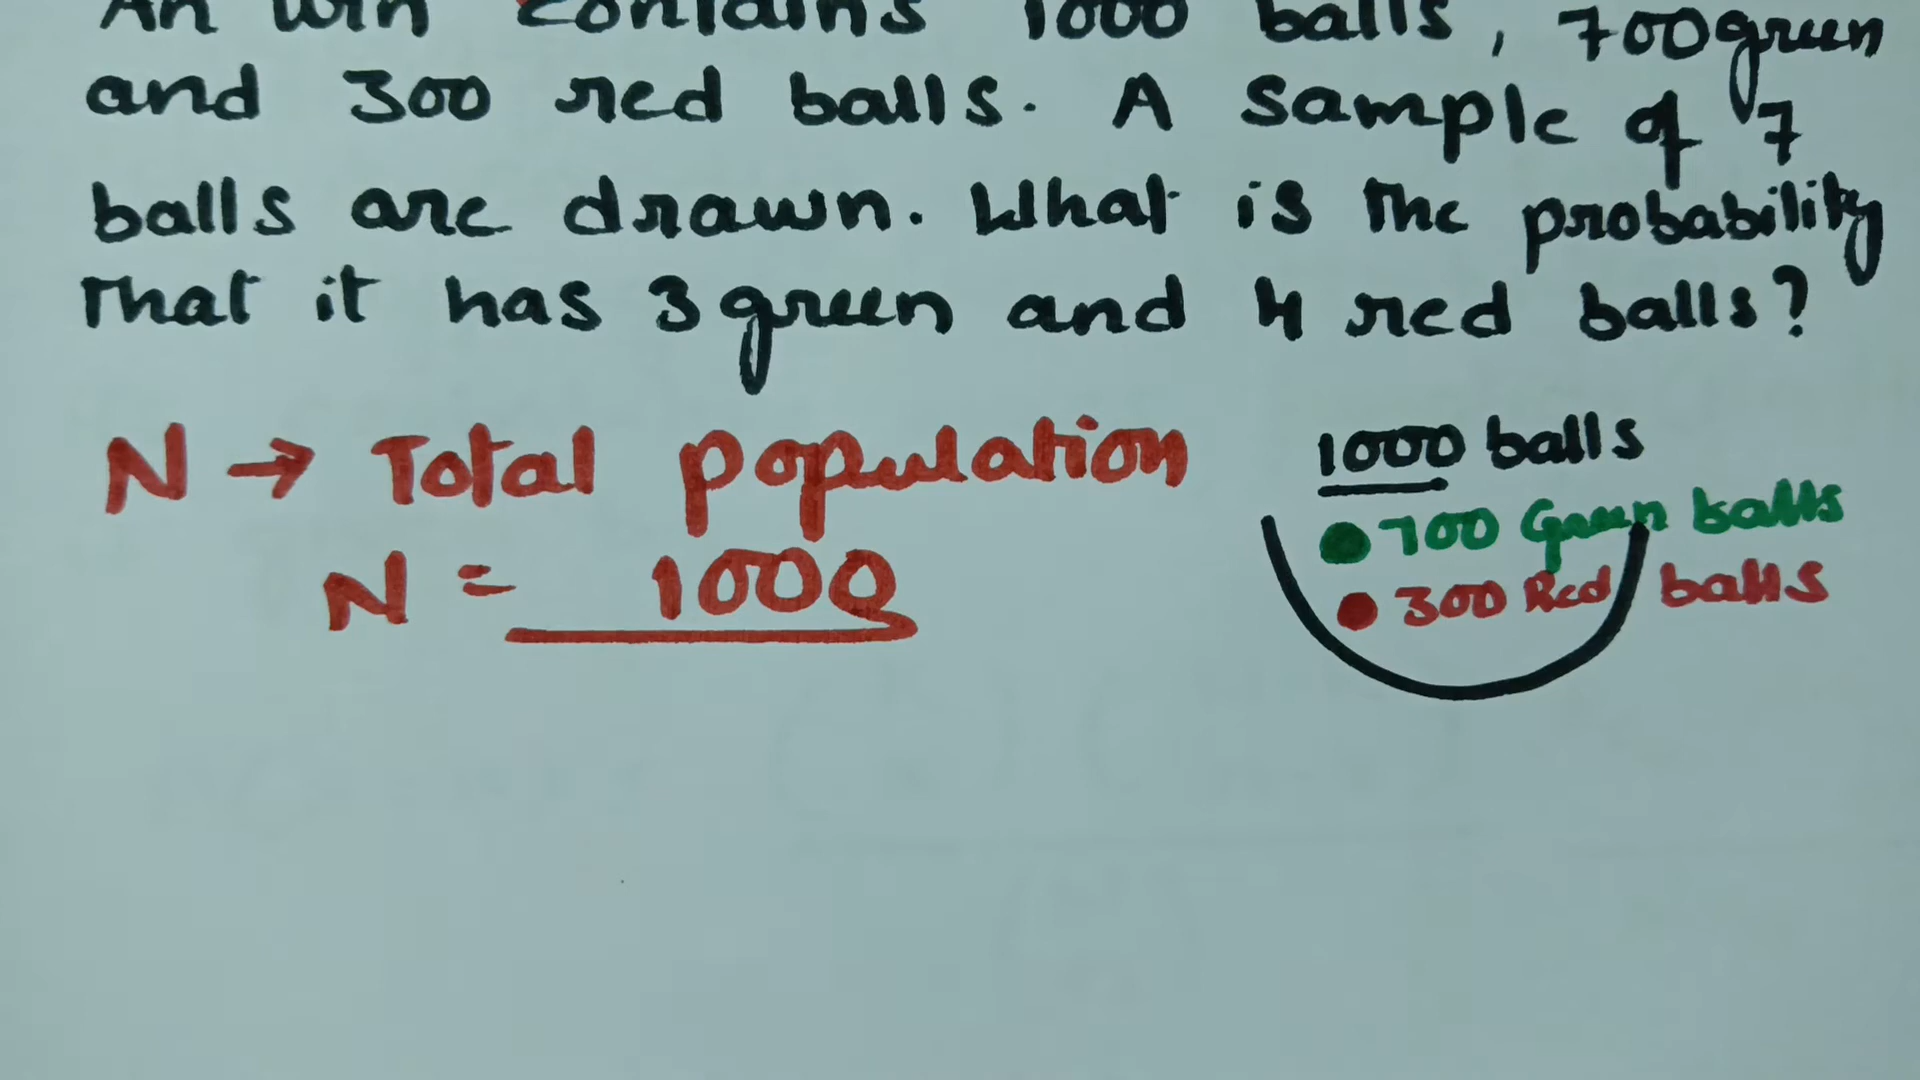 An urn contains 1000 balls, 700 green
and 300 red balls. A sample of 7
balls are drawn. What is the probability
that it has 3 green and 4 red balls?
N → Total population
N = 1000
1000 balls
700 Green balls
300 Red balls